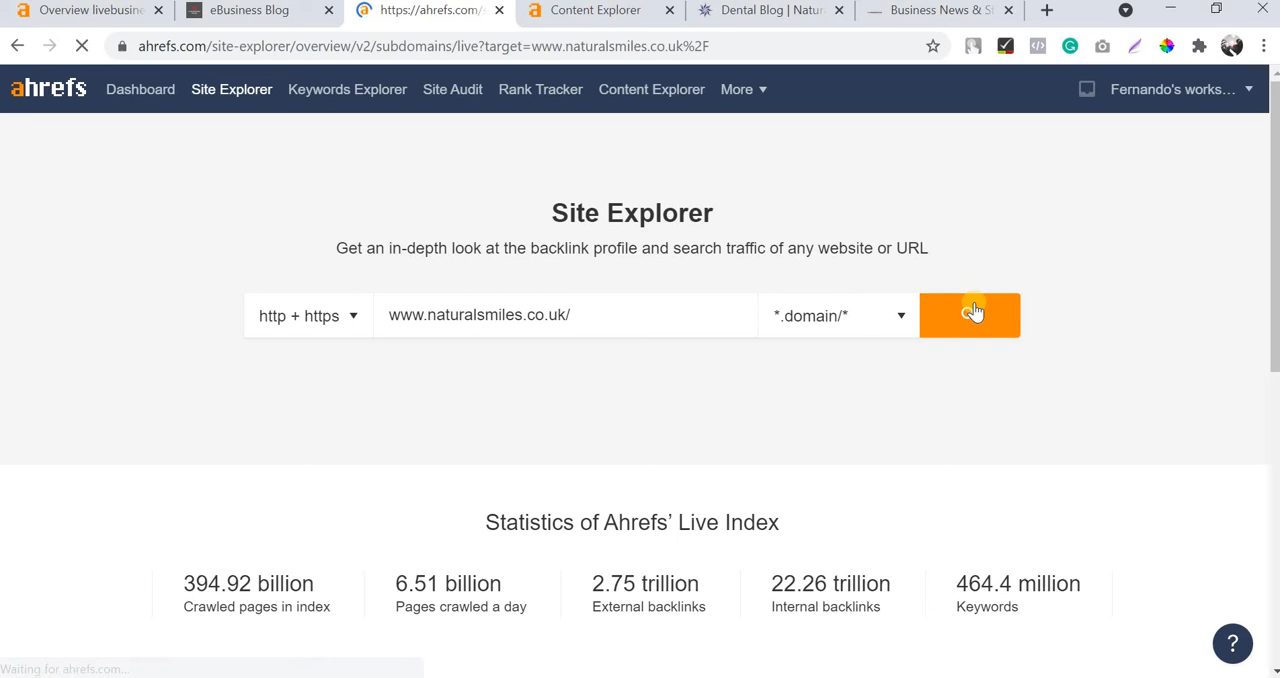 Overview livebusine
eBusiness Blog
https://ahrefs.com/s
Content Explorer
Dental Blog | Natur
Business News & St
ahrefs.com/site-explorer/overview/v2/subdomains/live?target=www.naturalsmiles.co.uk%2F
ahrefs
Dashboard
Site Explorer
Keywords Explorer
Site Audit
Rank Tracker
Content Explorer
More
Fernando's works...
Site Explorer
Get an in-depth look at the backlink profile and search traffic of any website or URL
http + https
www.naturalsmiles.co.uk/
*.domain/*
Statistics of Ahrefs’ Live Index
394.92 billion
Crawled pages in index
6.51 billion
Pages crawled a day
2.75 trillion
External backlinks
22.26 trillion
Internal backlinks
464.4 million
Keywords
?
Waiting for ahrefs.com...